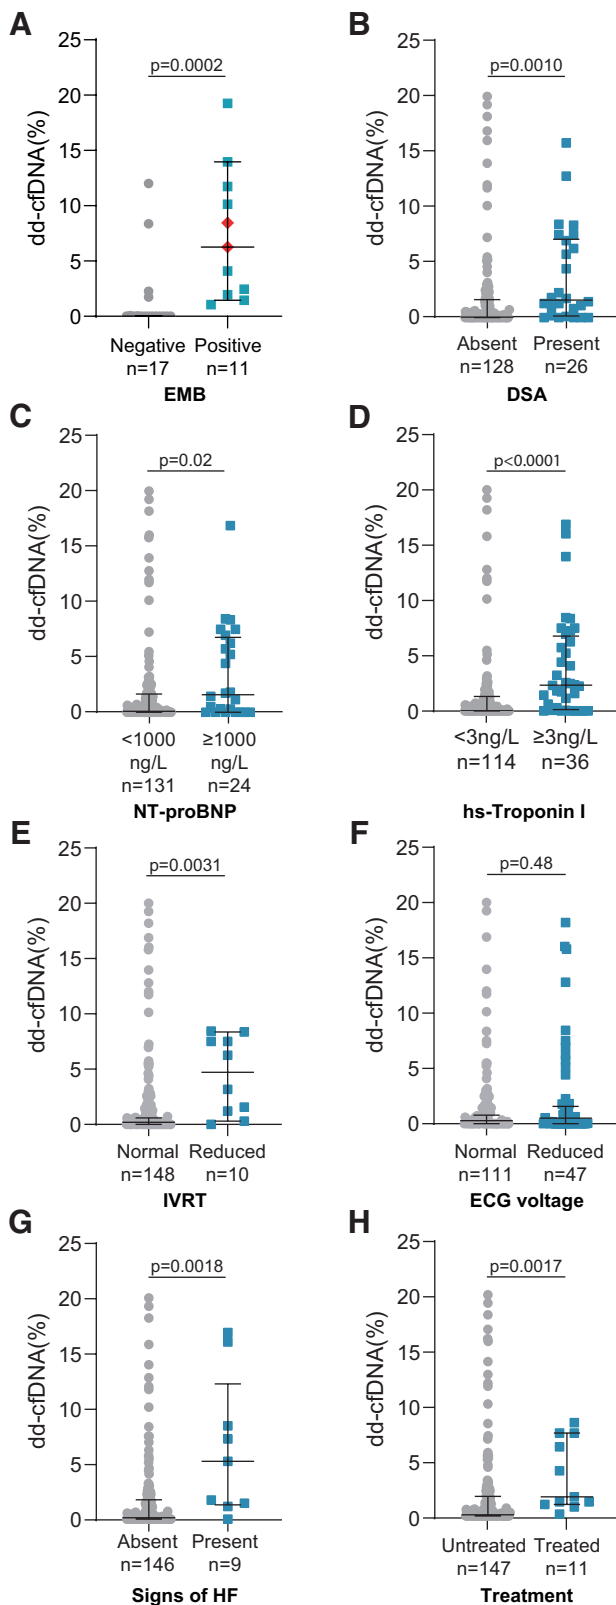 A
dd-cfDNA(%)
25
20
15
10
5
0
p=0.0002
Negative Positive
n=17 n=11
EMB
B
dd-cfDNA(%)
25
20
15
10
5
0
p=0.0010
Absent Present
n=128 n=26
DSA
C
dd-cfDNA(%)
25
20
15
10
5
0
p=0.02
<1000 ≥1000
ng/L ng/L
n=131 n=24
NT-proBNP
D
dd-cfDNA(%)
25
20
15
10
5
0
p<0.0001
<3ng/L ≥3ng/L
n=114 n=36
hs-Troponin I
E
dd-cfDNA(%)
25
20
15
10
5
0
p=0.0031
Normal Reduced
n=148 n=10
IVRT
F
dd-cfDNA(%)
25
20
15
10
5
0
p=0.48
Normal Reduced
n=111 n=47
ECG voltage
G
dd-cfDNA(%)
25
20
15
10
5
0
p=0.0018
Absent Present
n=146 n=9
Signs of HF
H
dd-cfDNA(%)
25
20
15
10
5
0
p=0.0017
Untreated Treated
n=147 n=11
Treatment